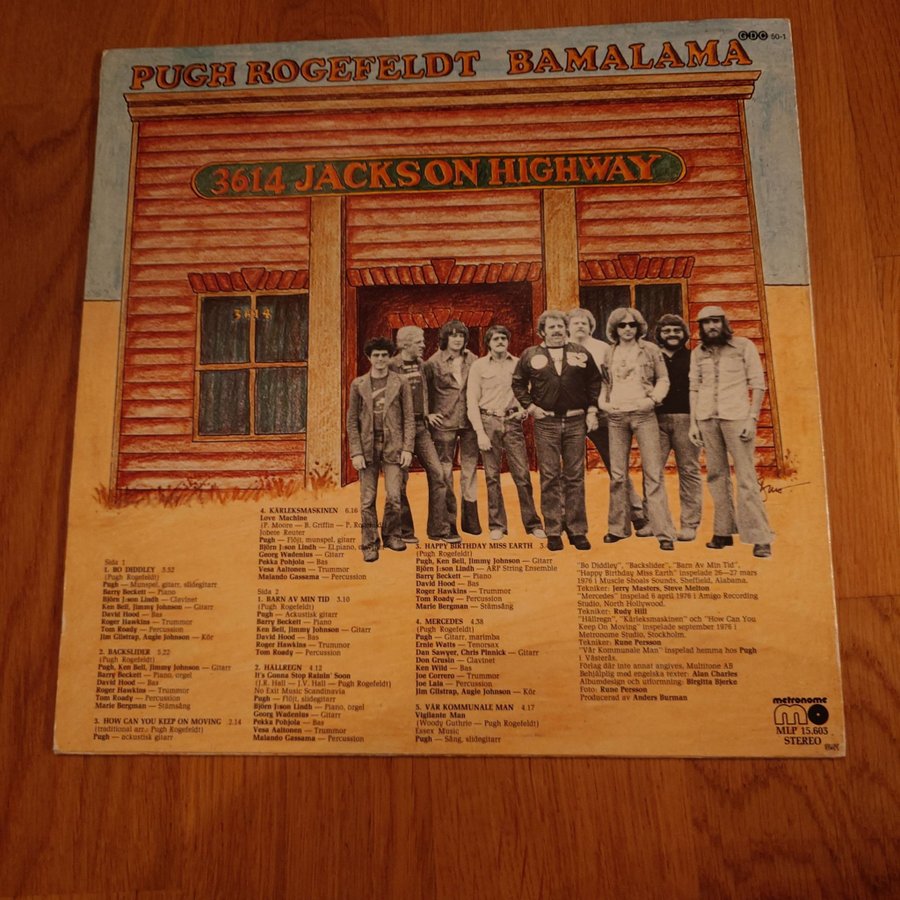 GDC 50-1
PUGH ROGEFELDT BAMALAMA
3614 JACKSON HIGHWAY
3614
Sida 1
1. BO DIDDLEY 3.52
(Pugh Rogefeldt)
Pugh — Munspel, gitarr, slidegitarr
Barry Beckett — Piano
Björn J:son Lindh — Clavinet
Ken Bell, Jimmy Johnson — Gitarr
David Hood — Bas
Roger Hawkins — Trummor
Tom Roady — Percussion
Jim Gilstrap, Augie Johnson — Kör
2. BACKSLIDER 5.22
(Pugh Rogefeldt)
Pugh, Ken Bell, Jimmy Johnson — Gitarr
Barry Beckett — Piano, orgel
David Hood — Bas
Roger Hawkins — Trummor
Tom Roady — Percussion
Marie Bergman — Stämsång
3. HOW CAN YOU KEEP ON MOVING 2.14
(traditional arr.: Pugh Rogefeldt)
Pugh — akustisk gitarr
4. KÄRLEKSMASKINEN 6.16
Love Machine
(P. Moore — B. Griffin — P. Rogefeldt)
Jobete Reuter
Pugh — Flöjt, munspel, gitarr
Björn J:son Lindh — El.piano,
Georg Wadenius — Gitarr
Pekka Pohjola — Bas
Vesa Aaltonen — Trummor
Malando Gassama — Percussion
Sida 2
1. BARN AV MIN TID 3.10
(Pugh Rogefeldt)
Pugh — Ackustisk gitarr
Barry Beckett — Piano
Ken Bell, Jimmy Johnson — Gitarr
David Hood — Bas
Roger Hawkins — Trummor
Tom Roady — Percussion
2. HÄLLREGN 4.12
It's Gonna Stop Rainin' Soon
(J.R. Hall — J.V. Hall — Pugh Rogefeldt)
No Exit Music Scandinavia
Pugh — Flöjt, slidegitarr
Björn J:son Lindh — Piano, orgel
Georg Wadenius — Gitarr
Pekka Pohjola — Bas
Vesa Aaltonen — Trummor
Malando Gassama — Percussion
3. HAPPY BIRTHDAY MISS EARTH
(Pugh Rogefeldt)
Pugh, Ken Bell, Jimmy Johnson — Gitarr
Björn J:son Lindh — ARP String Ensemble
Barry Beckett — Piano
David Hood — Bas
Roger Hawkins — Trummor
Tom Roady — Percussion
Marie Bergman — Stämsång
4. MERCEDES 4.38
(Pugh Rogefeldt)
Pugh — Gitarr, marimba
Ernie Watts — Tenorsax
Dan Sawyer, Chris Pinnick — Gitarr
Don Grusin — Clavinet
Ken Wild — Bas
Joe Correro — Trummor
Joe Lala — Percussion
Jim Gilstrap, Augie Johnson — Kör
5. VÅR KOMMUNALE MAN 4.17
Vigilante Man
(Woody Guthrie — Pugh Rogefeldt)
Essex Music
Pugh — Sång, slidegitarr
"Bo Diddley", "Backslider", "Barn Av Min Tid",
"Happy Birthday Miss Earth" inspelade 26—27 mars
1976 i Muscle Shoals Sounds, Sheffield, Alabama.
Tekniker: Jerry Masters, Steve Melton
"Mercedes" inspelad 6 april 1976 i Amigo Recording
Studio, North Hollywood.
Tekniker: Rudy Hill
"Hällregn", "Kärleksmaskinen" och "How Can You
Keep On Moving" inspelade september 1976 i
Metronome Studio, Stockholm.
Tekniker: Rune Persson
"Vår Kommunale Man" inspelad hemma hos Pugh
i Västerås.
Förlag där inte annat angives, Multitone AS
Behjälplig med engelska texter: Alan Charles
Albumdesign och utformning: Birgitta Bjerke
Foto: Rune Persson
Producerad av Anders Burman
metronome
MLP 15.603
STEREO